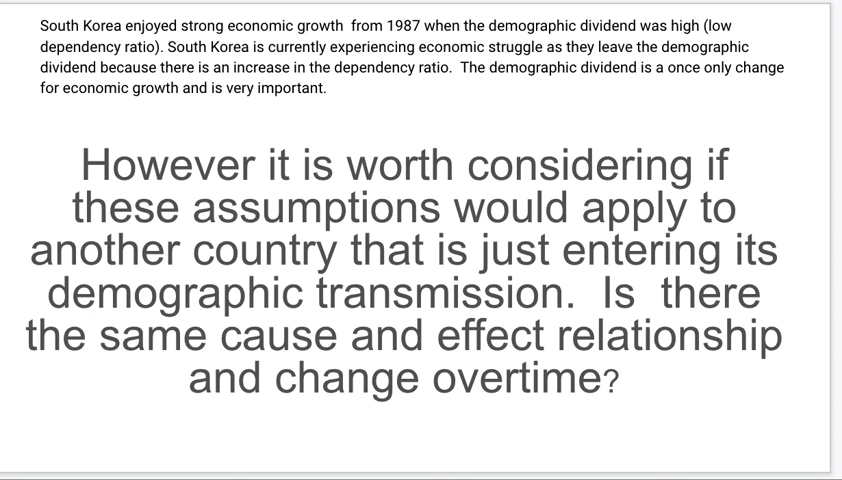 South Korea enjoyed strong economic growth  from 1987 when the demographic dividend was high (low
dependency ratio). South Korea is currently experiencing economic struggle as they leave the demographic
dividend because there is an increase in the dependency ratio.  The demographic dividend is a once only change
for economic growth and is very important.
However it is worth considering if
these assumptions would apply to
another country that is just entering its
demographic transmission.  Is  there
the same cause and effect relationship
and change overtime?